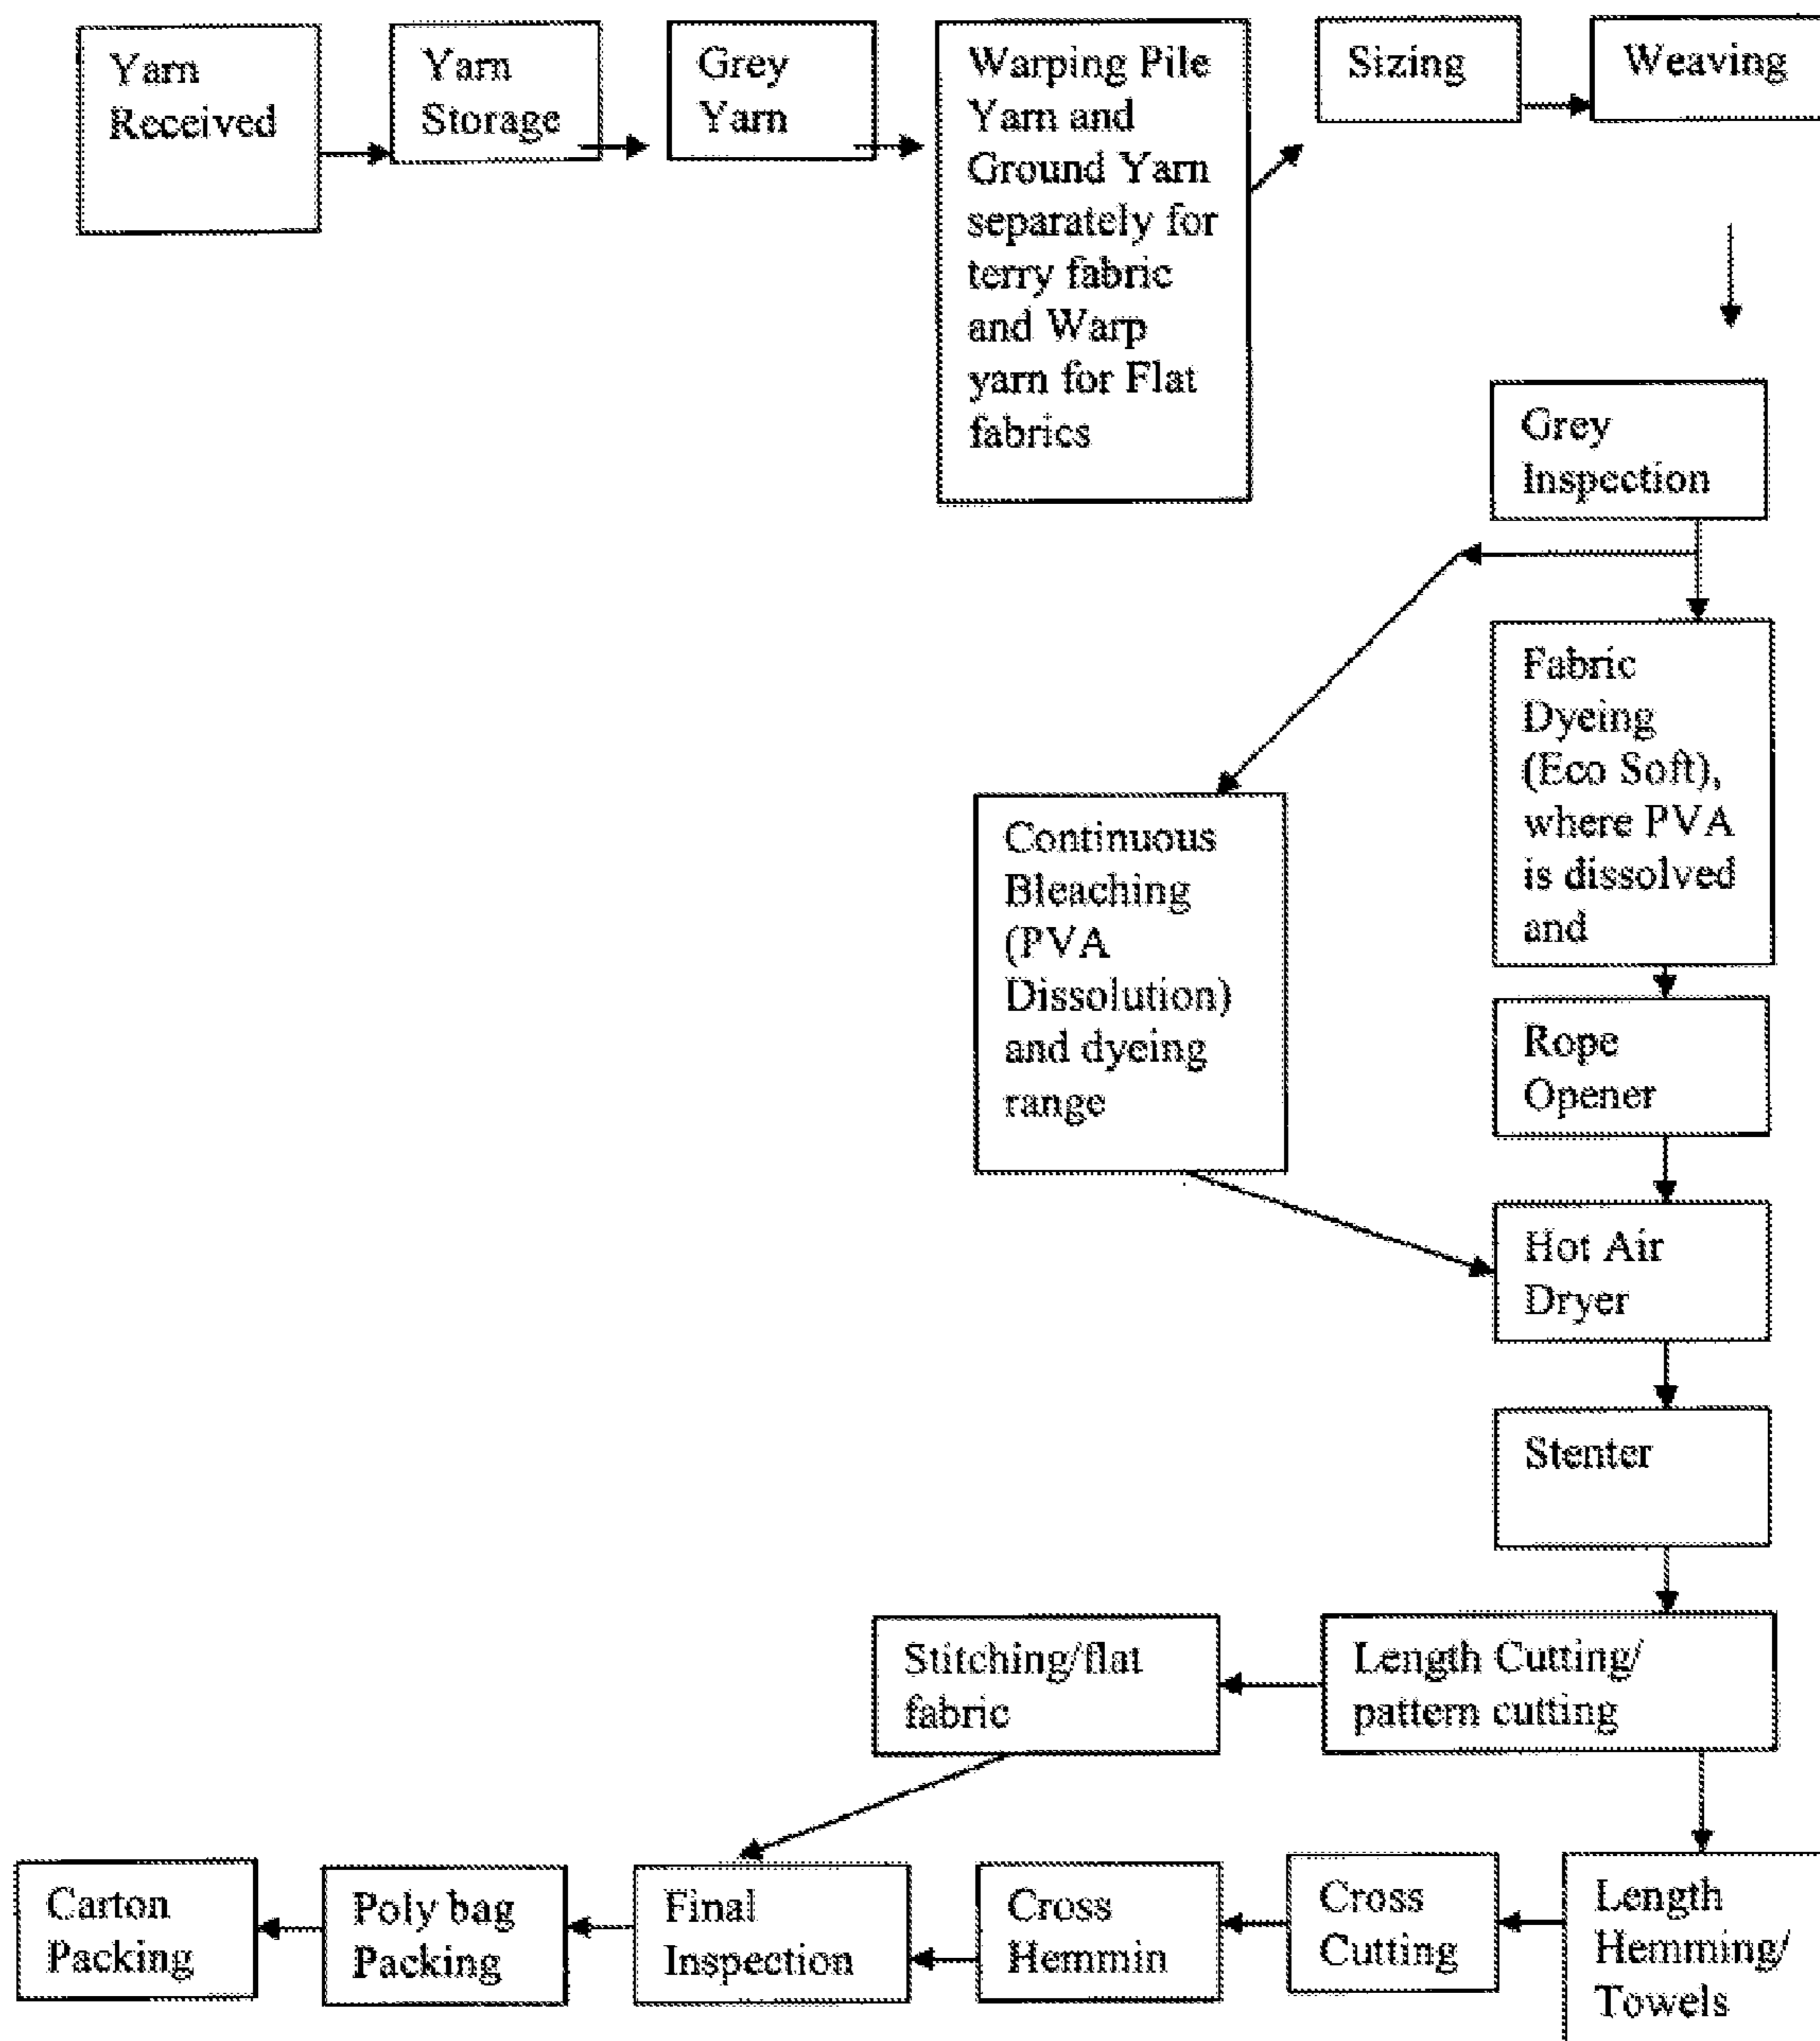 Yarn
Received
Yarn
Storage
Grey
Yarn
Warping Pile
Yarn and
Ground Yarn
separately for
terry fabric
and Warp
yarn for Flat
fabrics
Sizing
Weaving
Grey
Inspection
Fabric
Dyeing
(Eco Soft),
where PVA
is dissolved
and
Continuous
Bleaching
(PVA
Dissolution)
and dyeing
range
Rope
Opener
Hot Air
Dryer
Stenter
Length Cutting/
pattern cutting
Stitching/flat
fabric
Length
Hemming/
Towels
Cross
Cutting
Cross
Hemmin
Final
Inspection
Poly bag
Packing
Carton
Packing